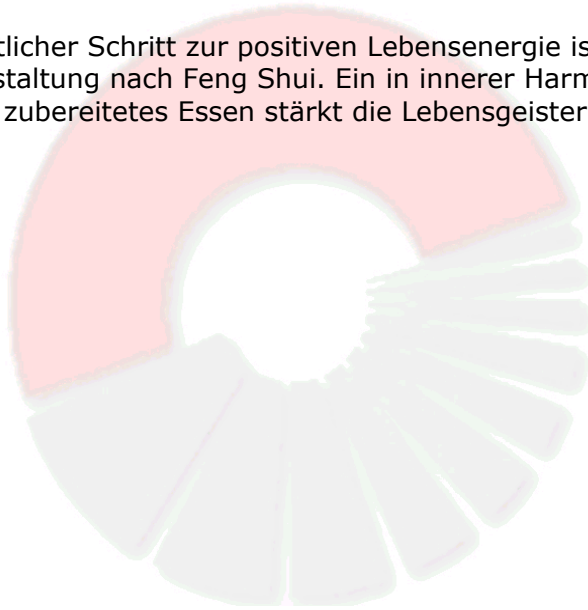 tlicher Schritt zur positiven Lebensenergie is
staltung nach Feng Shui. Ein in innerer Harm
zubereitetes Essen stärkt die Lebensgeister